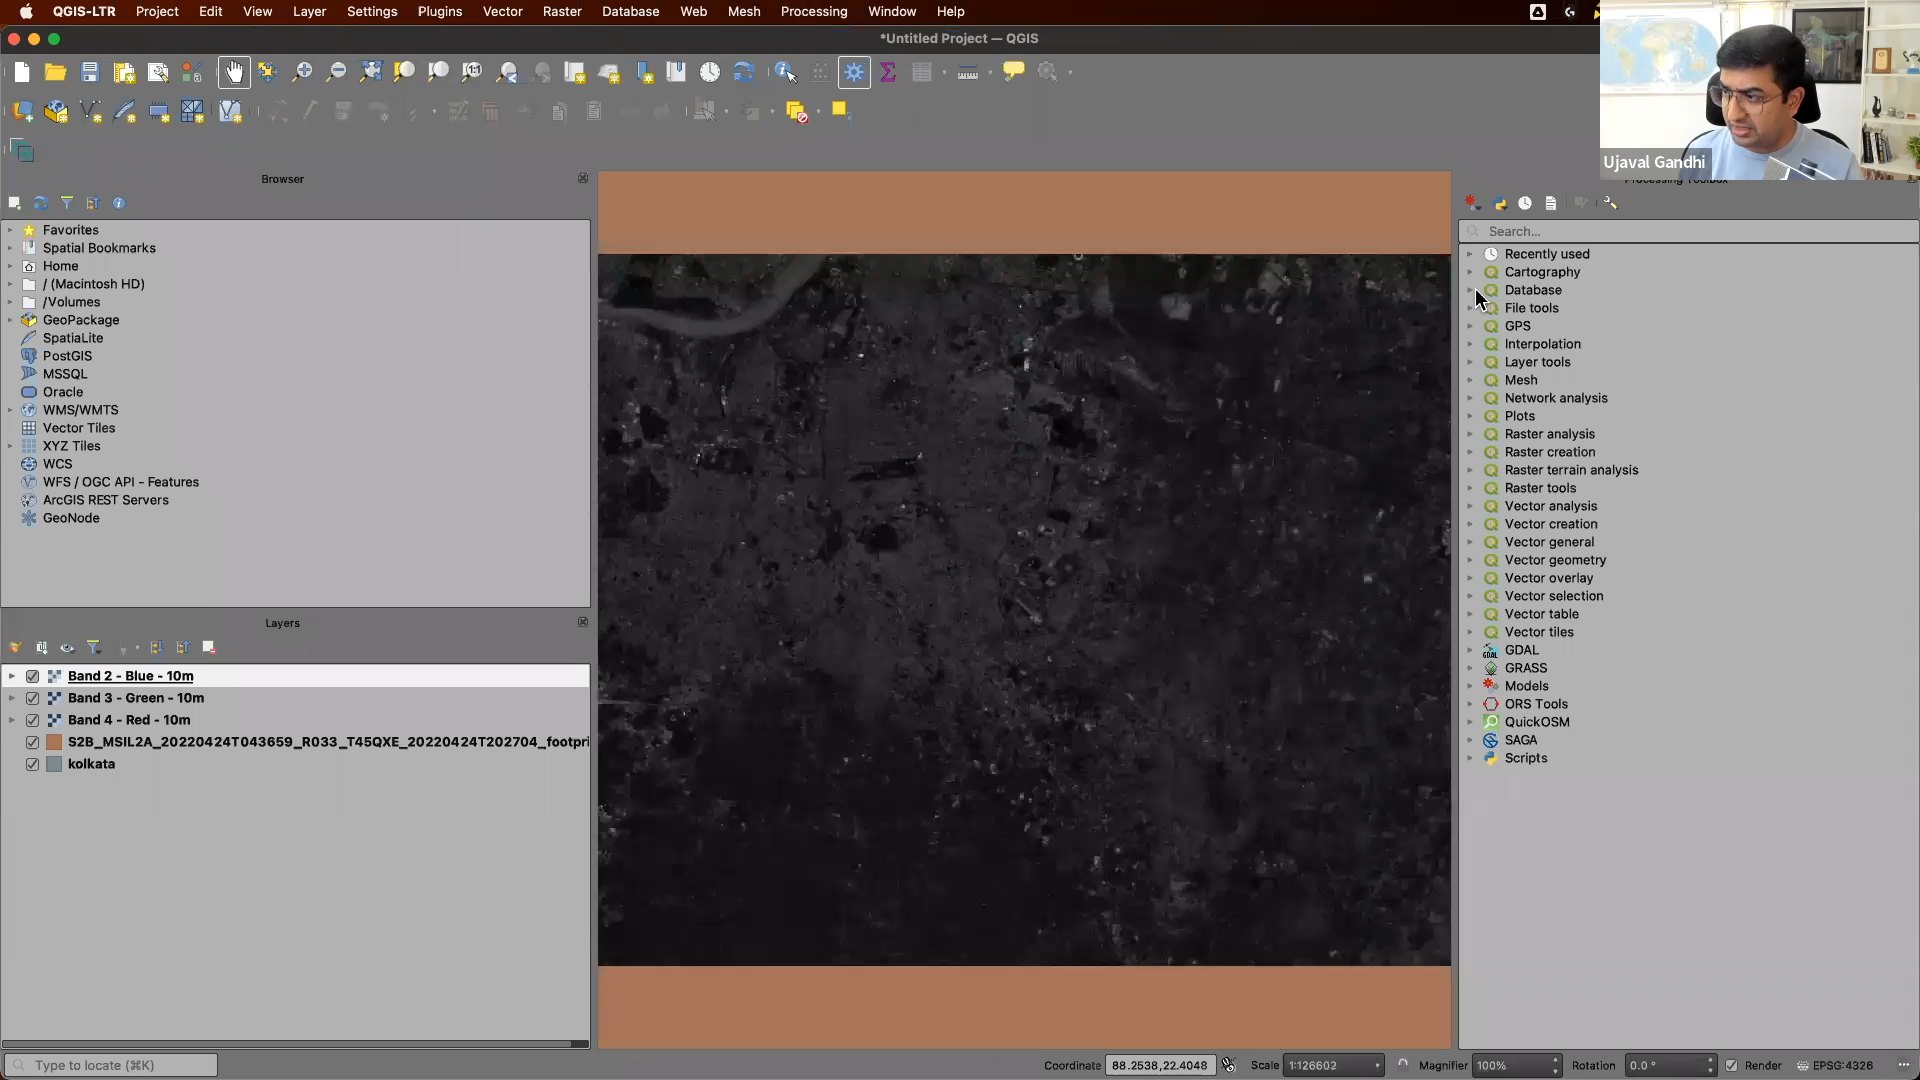 QGIS-LTR Project Edit View Layer Settings Plugins Vector Raster Database Web Mesh Processing Window Help
*Untitled Project — QGIS
Ujaval Gandhi
Browser
Favorites
Spatial Bookmarks
Home
/ (Macintosh HD)
/Volumes
GeoPackage
SpatiaLite
PostGIS
MSSQL
Oracle
WMS/WMTS
Vector Tiles
XYZ Tiles
WCS
WFS / OGC API - Features
ArcGIS REST Servers
GeoNode
Layers
Band 2 - Blue - 10m
Band 3 - Green - 10m
Band 4 - Red - 10m
S2B_MSIL2A_20220424T043659_R033_T45QXE_20220424T202704_footpri
kolkata
Search...
Recently used
Cartography
Database
File tools
GPS
Interpolation
Layer tools
Mesh
Network analysis
Plots
Raster analysis
Raster creation
Raster terrain analysis
Raster tools
Vector analysis
Vector creation
Vector general
Vector geometry
Vector overlay
Vector selection
Vector table
Vector tiles
GDAL
GRASS
Models
ORS Tools
QuickOSM
SAGA
Scripts
Type to locate (⌘K)
Coordinate 88.2538,22.4048 Scale 1:126602 Magnifier 100% Rotation 0.0 ° Render EPSG:4326